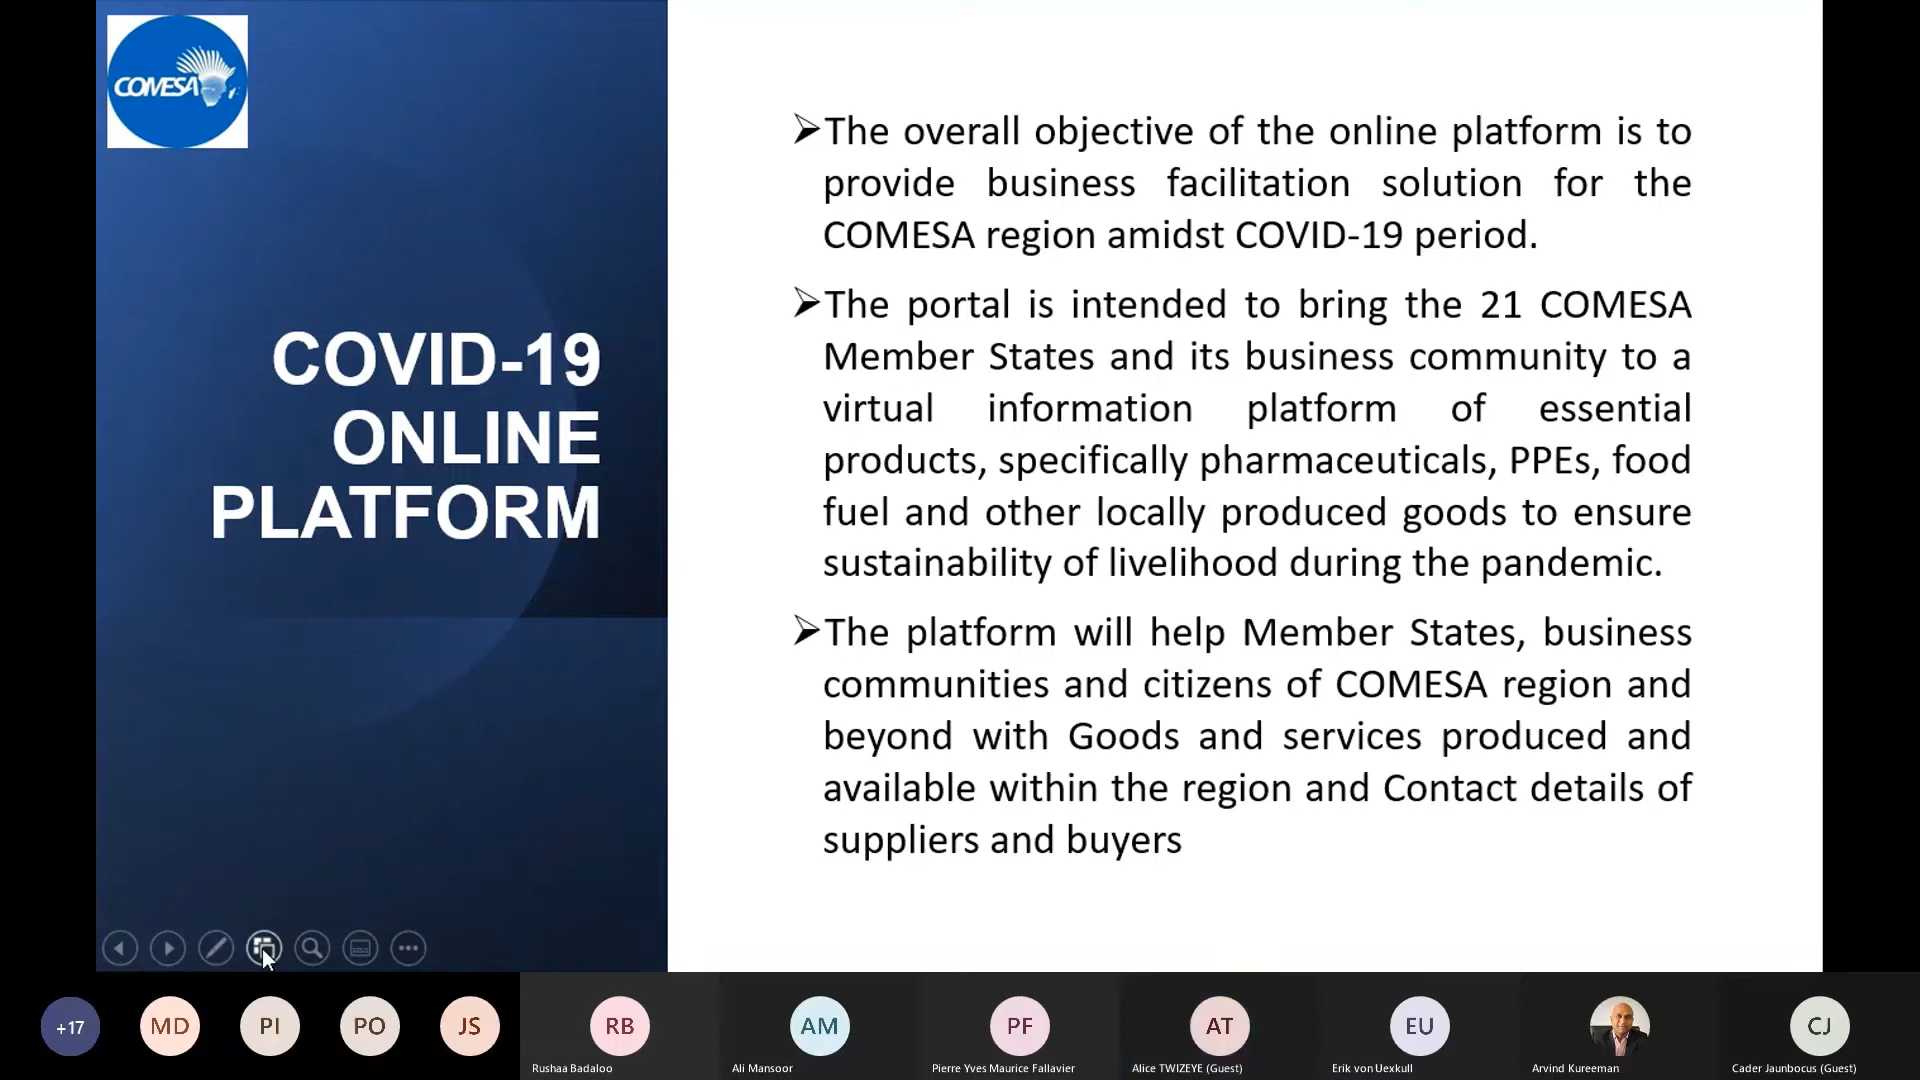 COMESA
COVID-19
ONLINE
PLATFORM
➢The overall objective of the online platform is to
provide business facilitation solution for the
COMESA region amidst COVID-19 period.
➢The portal is intended to bring the 21 COMESA
Member States and its business community to a
virtual information platform of essential
products, specifically pharmaceuticals, PPEs, food
fuel and other locally produced goods to ensure
sustainability of livelihood during the pandemic.
➢The platform will help Member States, business
communities and citizens of COMESA region and
beyond with Goods and services produced and
available within the region and Contact details of
suppliers and buyers
+17
MD
PI
PO
JS
RB
AM
PF
AT
EU
CJ
Rushaa Badaloo
Ali Mansoor
Pierre Yves Maurice Fallavier
Alice TWIZEYE (Guest)
Erik von Uexkull
Arvind Kureeman
Cader Jaunbocus (Guest)